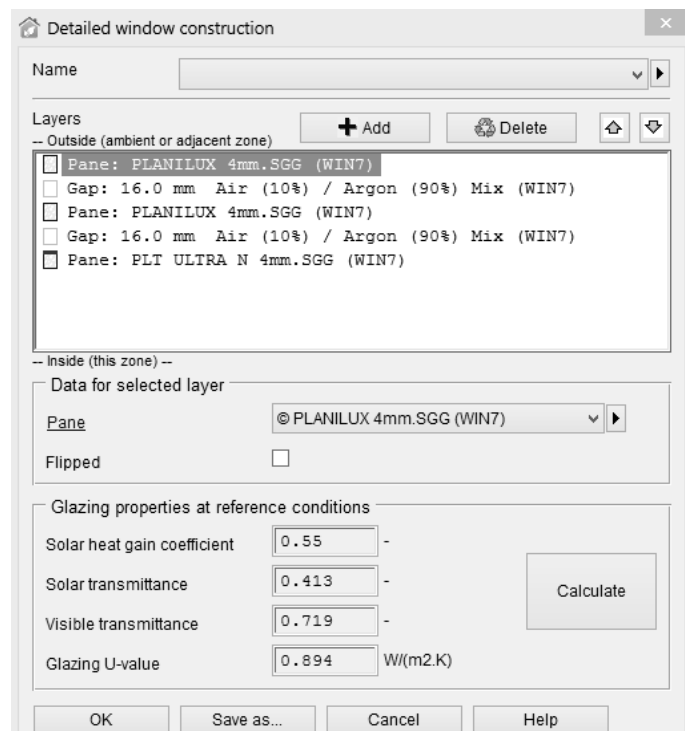 Detailed window construction
Name
Layers
Add
Delete
-- Outside (ambient or adjacent zone)
Pane: PLANILUX 4mm.SGG (WIN7)
Gap: 16.0 mm Air (10%) / Argon (90%) Mix (WIN7)
Pane: PLANILUX 4mm.SGG (WIN7)
Gap: 16.0 mm Air (10%) / Argon (90%) Mix (WIN7)
Pane: PLT ULTRA N 4mm.SGG (WIN7)
-- Inside (this zone) --
Data for selected layer
Pane
© PLANILUX 4mm.SGG (WIN7)
Flipped
Glazing properties at reference conditions
Solar heat gain coefficient 0.55 -
Solar transmittance 0.413 -
Calculate
Visible transmittance 0.719 -
Glazing U-value 0.894 W/(m2.K)
OK Save as... Cancel Help